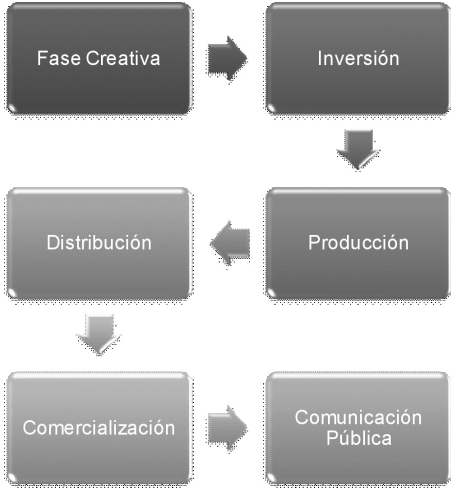 Fase Creativa
Inversión
Producción
Distribución
Comercialización
Comunicación
Pública